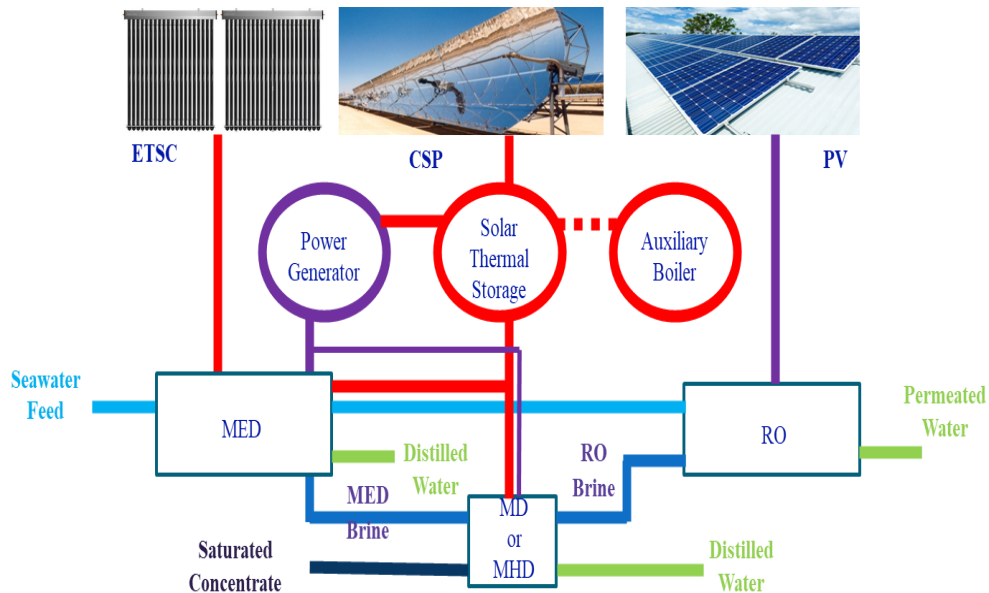 ETSC
CSP
PV
Power
Generator
Solar
Thermal
Storage
Auxiliary
Boiler
Seawater
Feed
MED
Distilled
Water
MED
Brine
RO
Brine
RO
Permeated
Water
MD
or
MHD
Saturated
Concentrate
Distilled
Water